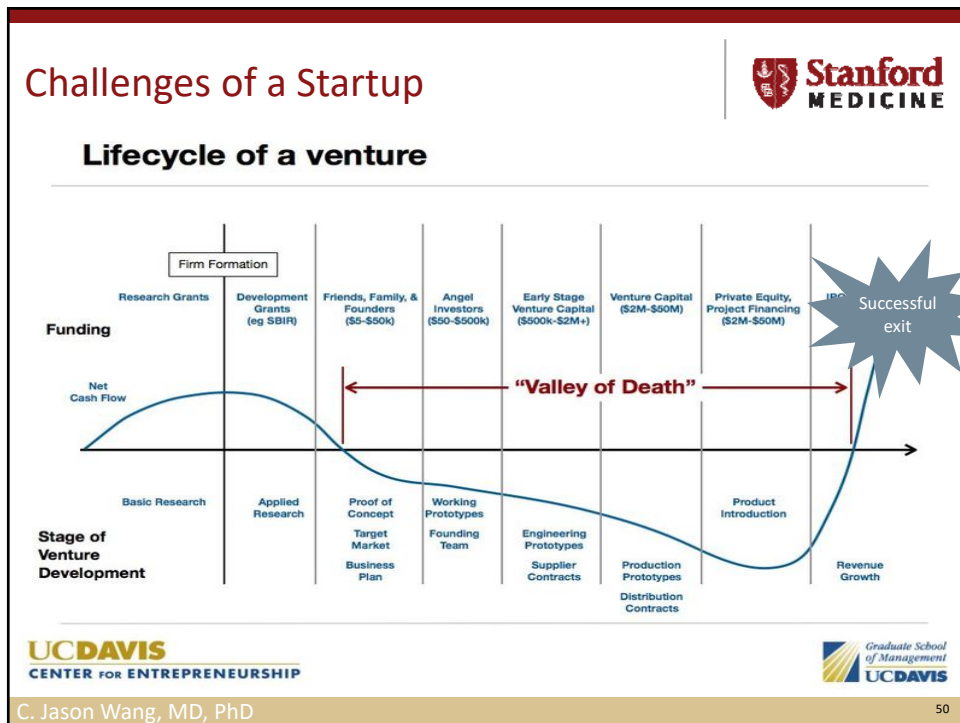 Challenges of a Startup
Stanford
MEDICINE
Lifecycle of a venture
Firm Formation
Funding
Research Grants
Development
Grants
(eg SBIR)
Friends, Family, &
Founders
($5-$50k)
Angel
Investors
($50-$500k)
Early Stage
Venture Capital
($500k-$2M+)
Venture Capital
($2M-$50M)
Private Equity,
Project Financing
($2M-$50M)
Successful
exit
Net
Cash Flow
“Valley of Death”
Stage of
Venture
Development
Basic Research
Applied
Research
Proof of
Concept
Target
Market
Business
Plan
Working
Prototypes
Founding
Team
Engineering
Prototypes
Supplier
Contracts
Production
Prototypes
Distribution
Contracts
Product
Introduction
Revenue
Growth
UCDAVIS
CENTER FOR ENTREPRENEURSHIP
Graduate School
of Management
UCDAVIS
C. Jason Wang, MD, PhD
50